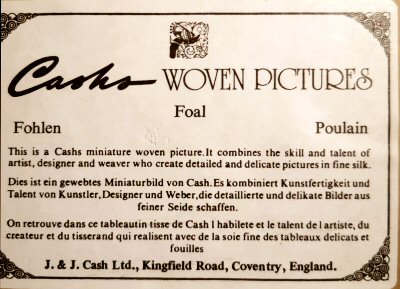 Cashs WOVEN PICTURES
Foal
Fohlen Poulain
This is a Cashs miniature woven picture.It combines the skill and talent of
artist, designer and weaver who create detailed and delicate pictures in fine silk.
Dies ist ein gewebtes Miniaturbild von Cash.Es kombiniert Kunstfertigkeit und
Talent von Kunstler,Designer und Weber,die detaillierte und delikate Bilder aus
feiner Seide schaffen.
On retrouve dans ce tableautin tisse de Cash l habilete et le talent de l artiste, du
createur et du tisserand qui realisent avec de la soie fine des tableaux delicats et
fouilles
J. & J. Cash Ltd., Kingfield Road, Coventry, England.